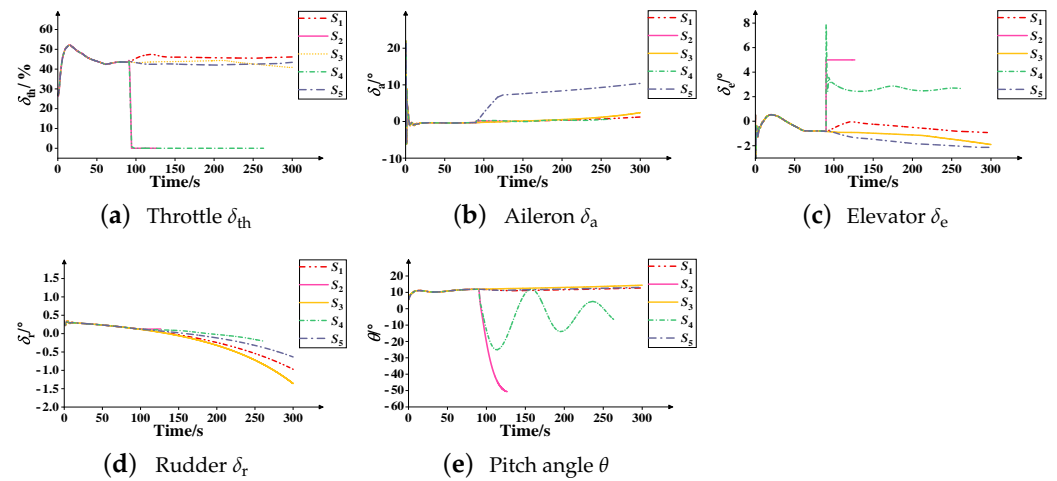 δth/ %
60
50
40
30
20
10
0
0 50 100 150 200 250 300
Time/s
S1
S2
S3
S4
S5
(a) Throttle δth
δa/°
20
10
0
-10
0 50 100 150 200 250 300
Time/s
S1
S2
S3
S4
S5
(b) Aileron δa
δe/°
8
6
4
2
0
-2
0 50 100 150 200 250 300
Time/s
S1
S2
S3
S4
S5
(c) Elevator δe
δr/°
1.5
1.0
0.5
0.0
-0.5
-1.0
-1.5
-2.0
0 50 100 150 200 250 300
Time/s
S1
S2
S3
S4
S5
(d) Rudder δr
θ/°
20
10
0
-10
-20
-30
-40
-50
-60
0 50 100 150 200 250 300
Time/s
S1
S2
S3
S4
S5
(e) Pitch angle θ